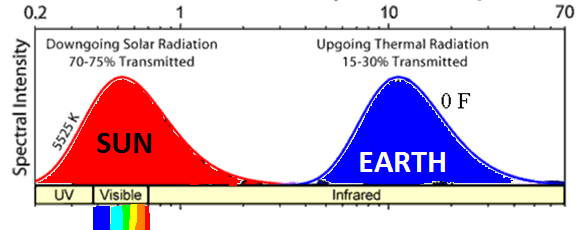 0.2 1 10 70
Spectral Intensity
Downgoing Solar Radiation
70-75% Transmitted
Upgoing Thermal Radiation
15-30% Transmitted
5525 K
SUN
0 F
EARTH
UV Visible Infrared